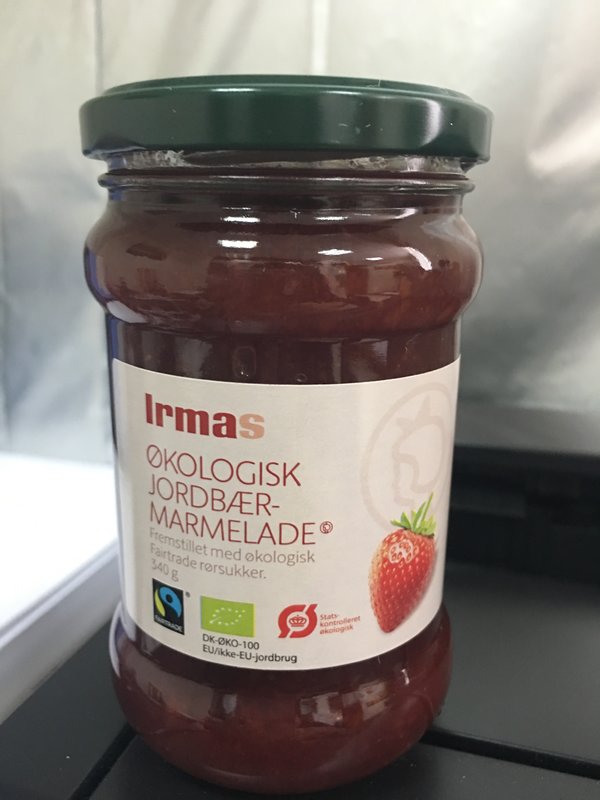 Irmas
ØKOLOGISK
JORDBÆR-
MARMELADE©
Fremstillet med økologisk
Fairtrade rørsukker.
340 g
FAIRTRADE®
DK-ØKO-100
EU/ikke-EU-jordbrug
Ø
Stats-
kontrolleret
økologisk